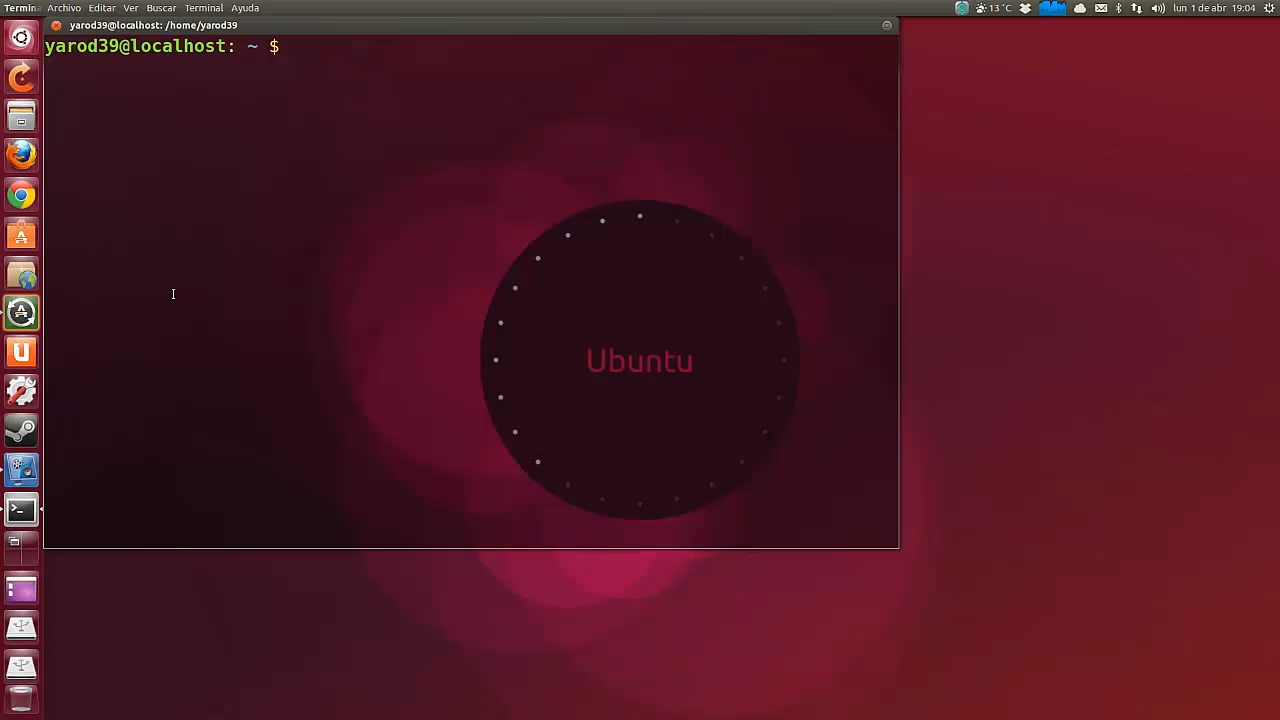 Termina Archivo Editar Ver Buscar Terminal Ayuda 13 °C lun 1 de abr 19:04
yarod39@localhost: /home/yarod39
yarod39@localhost: ~ $
Ubuntu